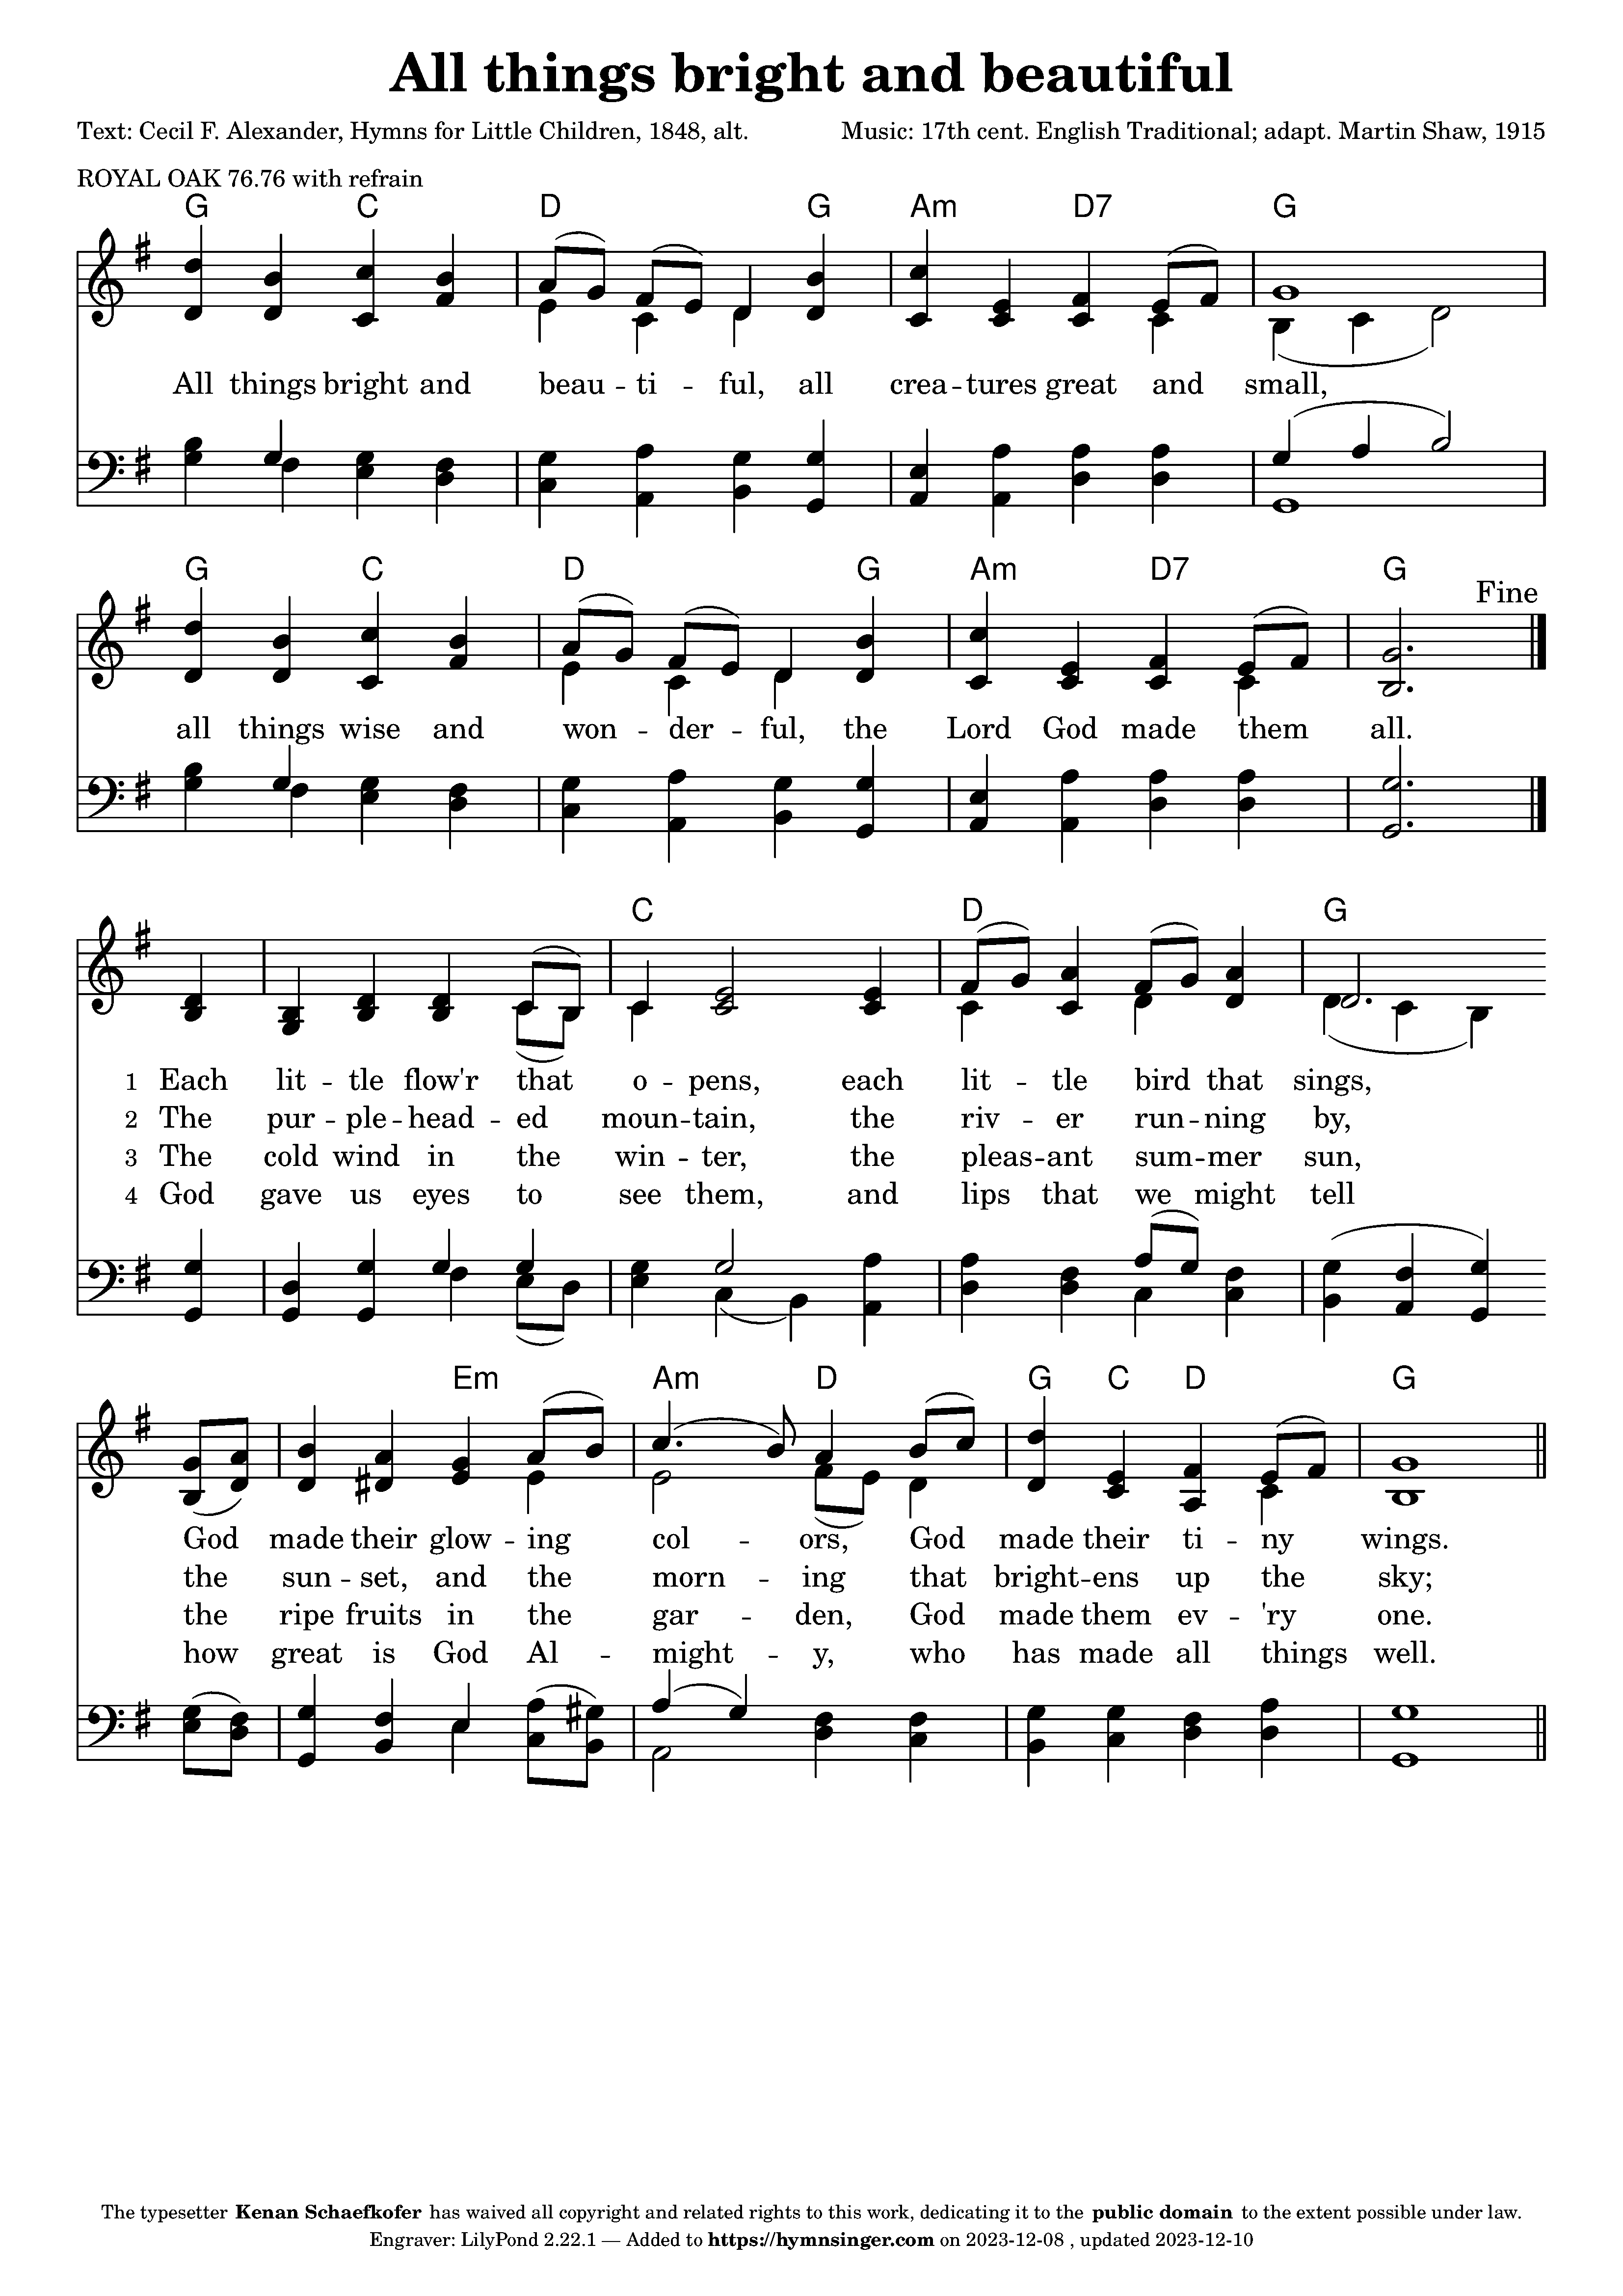 All things bright and beautiful
Text: Cecil F. Alexander, Hymns for Little Children, 1848, alt. Music: 17th cent. English Traditional; adapt. Martin Shaw, 1915
ROYAL OAK 76.76 with refrain
G C D G Am D7 G
All things bright and beau -- ti -- ful, all crea -- tures great and small,
G C D G Am D7 G
Fine
all things wise and won -- der -- ful, the Lord God made them all.
C D G
1 Each lit -- tle flow'r that o -- pens, each lit -- tle bird that sings,
2 The pur -- ple -- head -- ed moun -- tain, the riv -- er run -- ning by,
3 The cold wind in the win -- ter, the pleas -- ant sum -- mer sun,
4 God gave us eyes to see them, and lips that we might tell
Em Am D G C D G
God made their glow -- ing col -- ors, God made their ti -- ny wings.
the sun -- set, and the morn -- ing that bright -- ens up the sky;
the ripe fruits in the gar -- den, God made them ev -- 'ry one.
how great is God Al -- might -- y, who has made all things well.
The typesetter Kenan Schaefkofer has waived all copyright and related rights to this work, dedicating it to the public domain to the extent possible under law.
Engraver: LilyPond 2.22.1 — Added to https://hymnsinger.com on 2023-12-08 , updated 2023-12-10